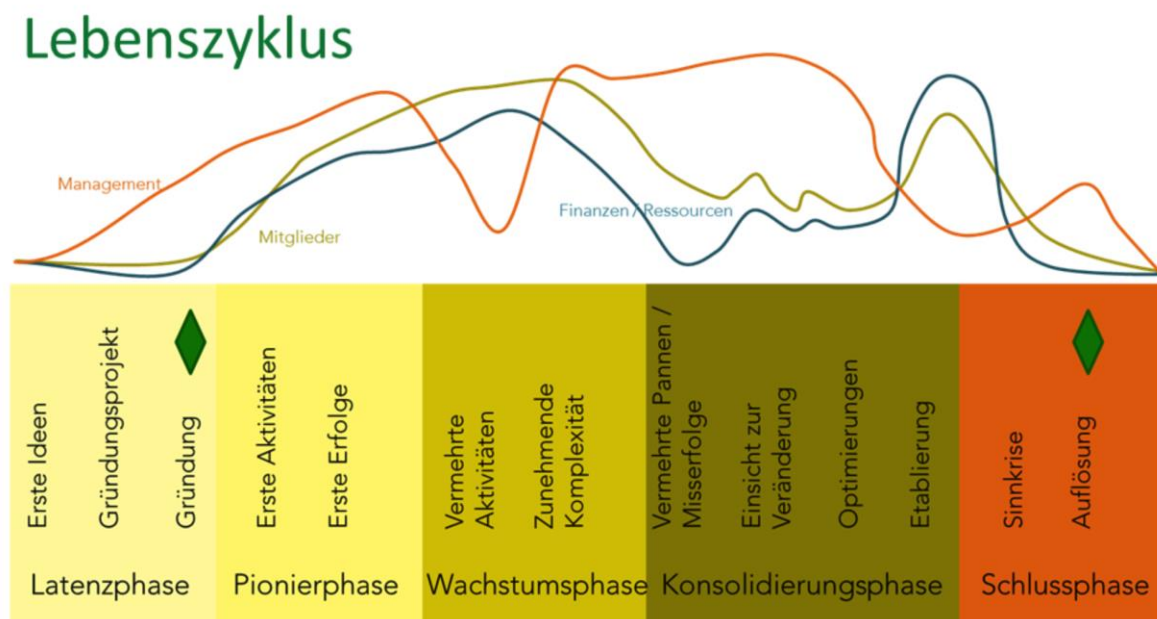 Lebenszyklus
Management
Mitglieder
Finanzen / Ressourcen
Erste Ideen
Gründungsprojekt
Gründung
Erste Aktivitäten
Erste Erfolge
Vermehrte
Aktivitäten
Zunehmende
Komplexität
Vermehrte Pannen /
Misserfolge
Einsicht zur
Veränderung
Optimierungen
Etablierung
Sinnkrise
Auflösung
Latenzphase
Pionierphase
Wachstumsphase
Konsolidierungsphase
Schlussphase